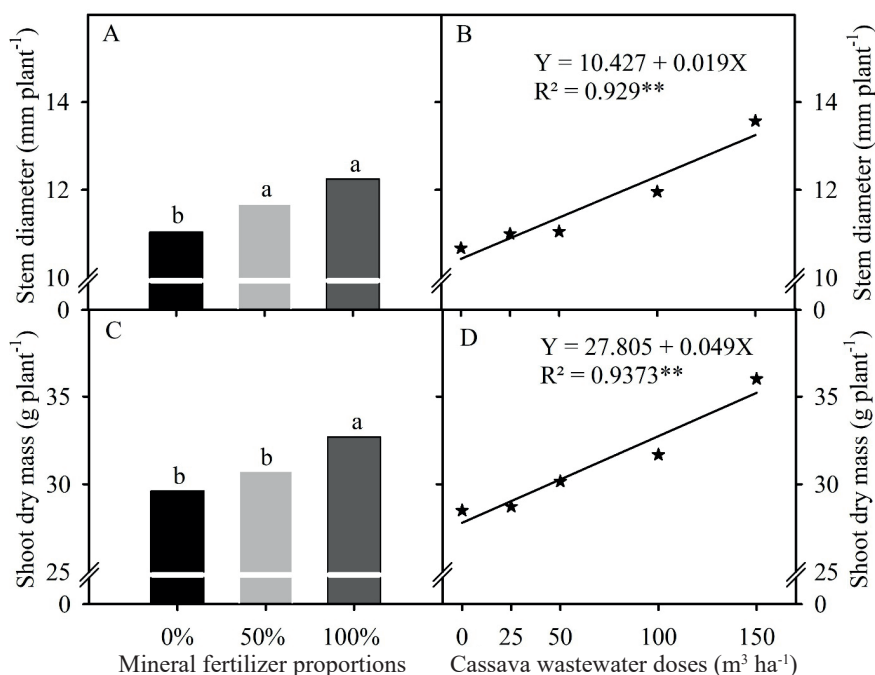 A
Stem diameter (mm plant⁻¹)
14
12
10
0
b
a
a
B
Y = 10.427 + 0.019X
R² = 0.929**
14
12
10
0
Stem diameter (mm plant⁻¹)
C
Shoot dry mass (g plant⁻¹)
35
30
25
0
b
b
a
0% 50% 100%
Mineral fertilizer proportions
D
Y = 27.805 + 0.049X
R² = 0.9373**
35
30
25
0
Shoot dry mass (g plant⁻¹)
0 25 50 100 150
Cassava wastewater doses (m³ ha⁻¹)